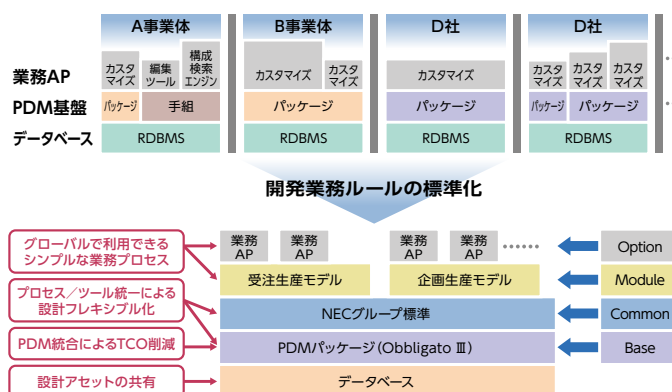 A事業体
B事業体
D社
D社
業務AP
カスタ
マイズ
編集
ツール
構成
検索
エンジン
カスタマイズ
カスタ
マイズ
カスタマイズ
カスタ
マイズ
カスタ
マイズ
カスタ
マイズ
PDM基盤
パッケージ
手組
パッケージ
パッケージ
パッケージ
パッケージ
データベース
RDBMS
RDBMS
RDBMS
RDBMS
開発業務ルールの標準化
グローバルで利用できる
シンプルな業務プロセス
業務
AP
業務
AP
業務
AP
業務
AP
……
Option
受注生産モデル
企画生産モデル
Module
プロセス/ツール統一による
設計フレキシブル化
NECグループ標準
Common
PDM統合によるTCO削減
PDMパッケージ(Obbligato Ⅲ)
Base
設計アセットの共有
データベース